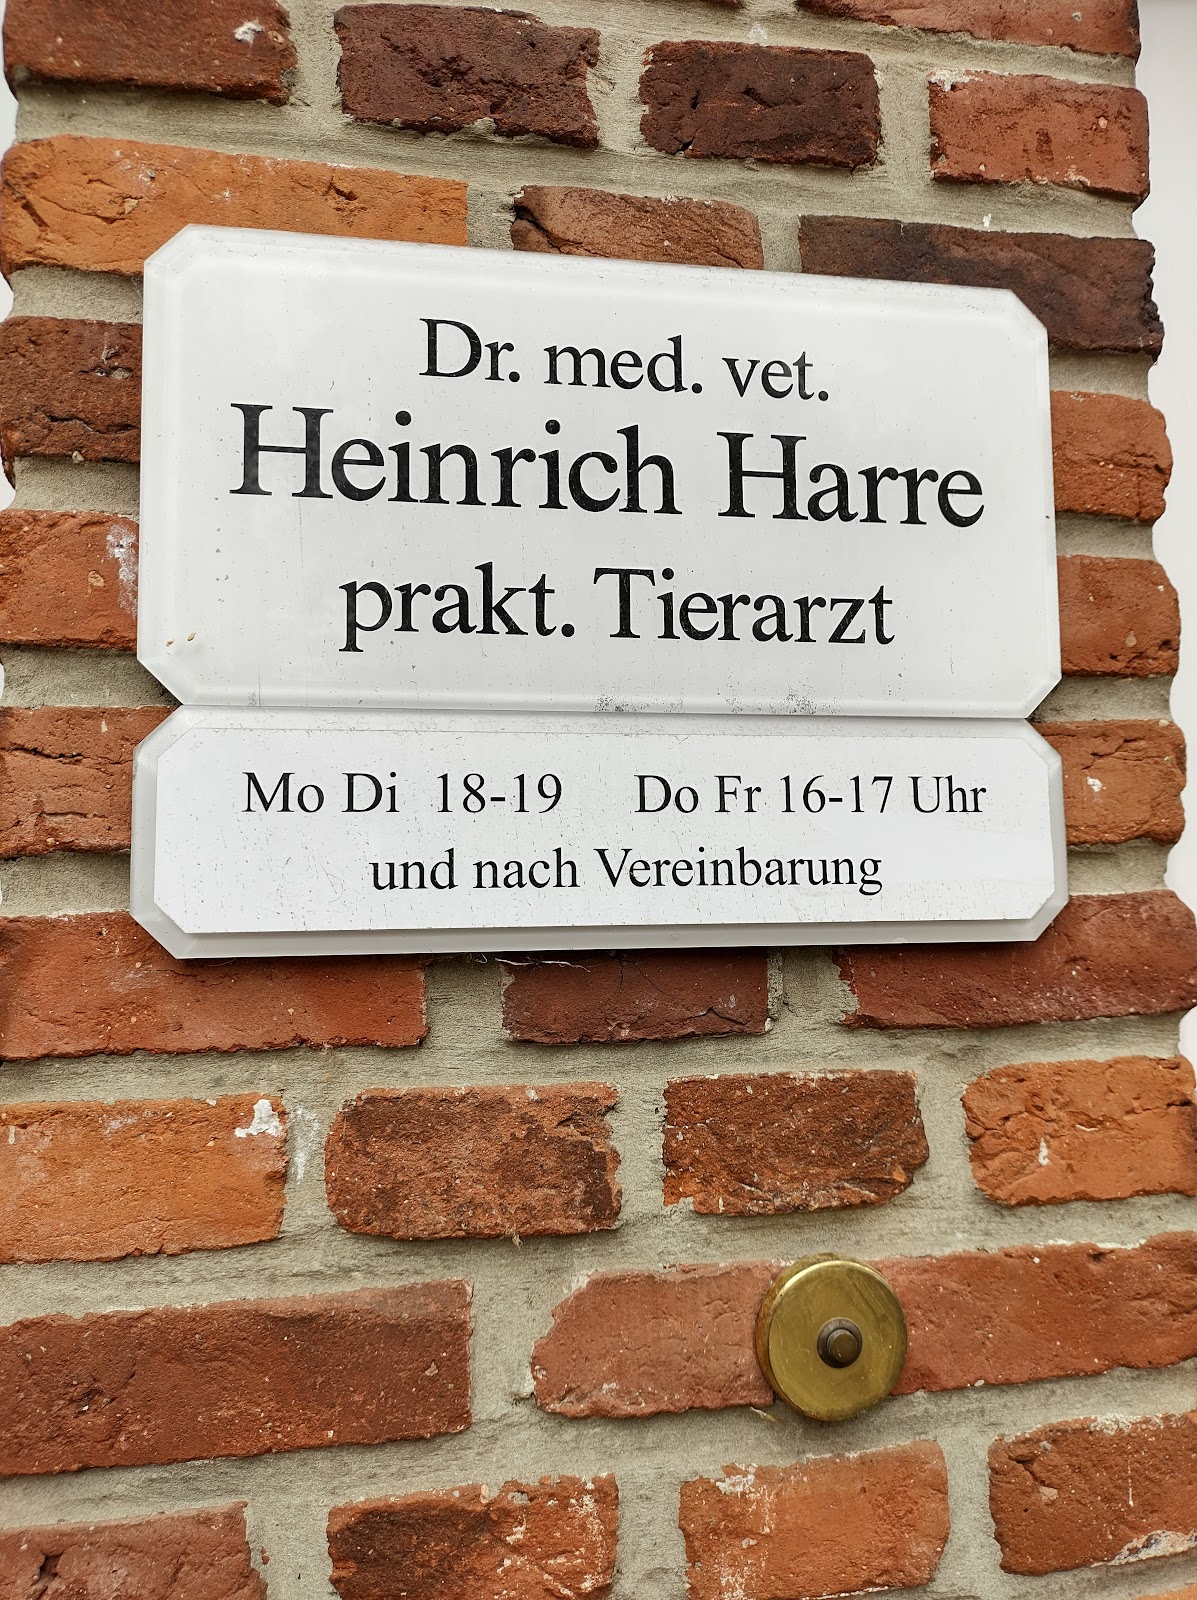 Dr. med. vet.
Heinrich Harre
prakt. Tierarzt
Mo Di 18-19 Do Fr 16-17 Uhr
und nach Vereinbarung